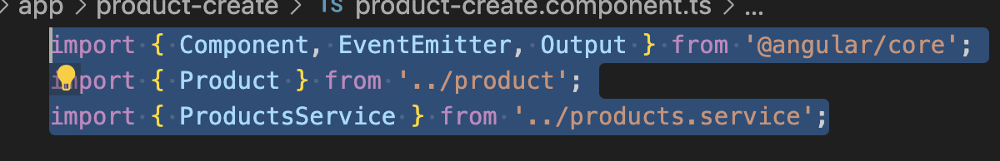 app > product-create > TS product-create.component.ts > ...
import { Component, EventEmitter, Output } from '@angular/core';
import { Product } from '../product';
import { ProductsService } from '../products.service';